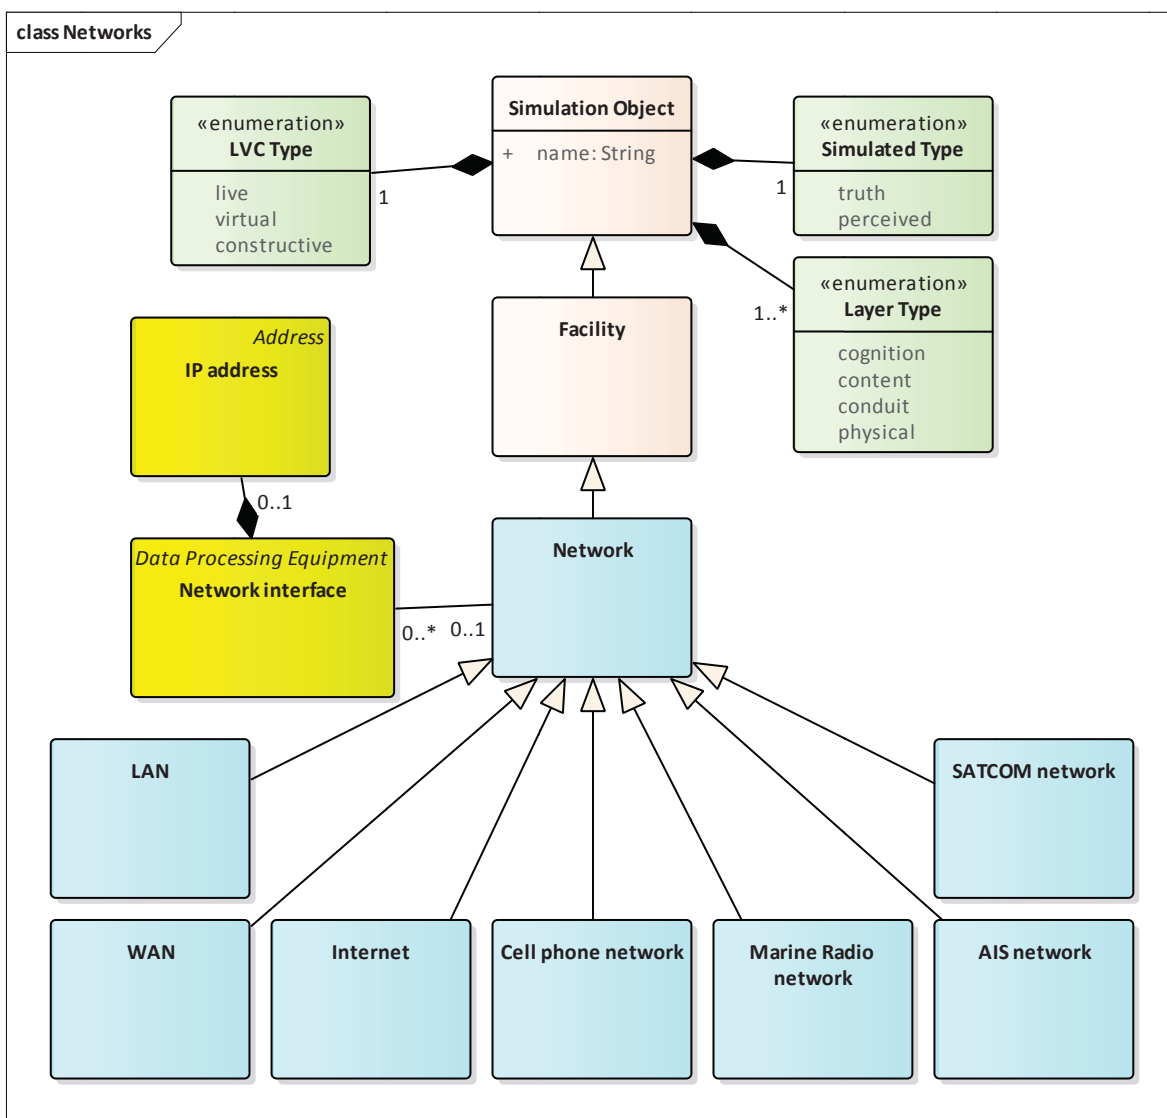 class Networks
«enumeration»
LVC Type
live
virtual
constructive
1
Simulation Object
+ name: String
«enumeration»
Simulated Type
truth
perceived
1
«enumeration»
Layer Type
cognition
content
conduit
physical
1..*
Facility
Address
IP address
0..1
Data Processing Equipment
Network interface
0..*
0..1
Network
LAN
SATCOM network
WAN
Internet
Cell phone network
Marine Radio
network
AIS network